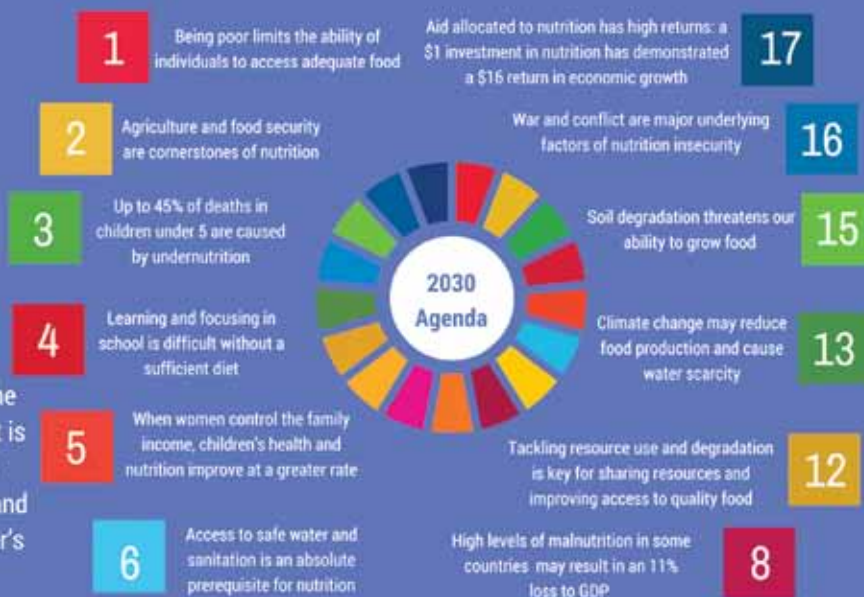 1
Being poor limits the ability of
individuals to access adequate food
2
Agriculture and food security
are cornerstones of nutrition
3
Up to 45% of deaths in
children under 5 are caused
by undernutrition
4
Learning and focusing in
school is difficult without a
sufficient diet
5
When women control the family
income, children's health and
nutrition improve at a greater rate
6
Access to safe water and
sanitation is an absolute
prerequisite for nutrition
2030
Agenda
Aid allocated to nutrition has high returns: a
$1 investment in nutrition has demonstrated
a $16 return in economic growth
17
War and conflict are major underlying
factors of nutrition insecurity
16
Soil degradation threatens our
ability to grow food
15
Climate change may reduce
food production and cause
water scarcity
13
Tackling resource use and degradation
is key for sharing resources and
improving access to quality food
12
High levels of malnutrition in some
countries may result in an 11%
loss to GDP
8
is
and